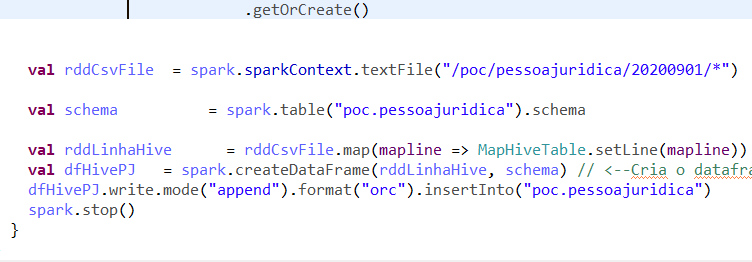 .getOrCreate()
val rddCsvFile = spark.sparkContext.textFile("/poc/pessoajuridica/20200901/*")
val schema = spark.table("poc.pessoajuridica").schema
val rddLinhaHive = rddCsvFile.map(mapline => MapHiveTable.setLine(mapline))
val dfHivePJ = spark.createDataFrame(rddLinhaHive, schema) // <--Cria o datafra
dfHivePJ.write.mode("append").format("orc").insertInto("poc.pessoajuridica")
spark.stop()
}